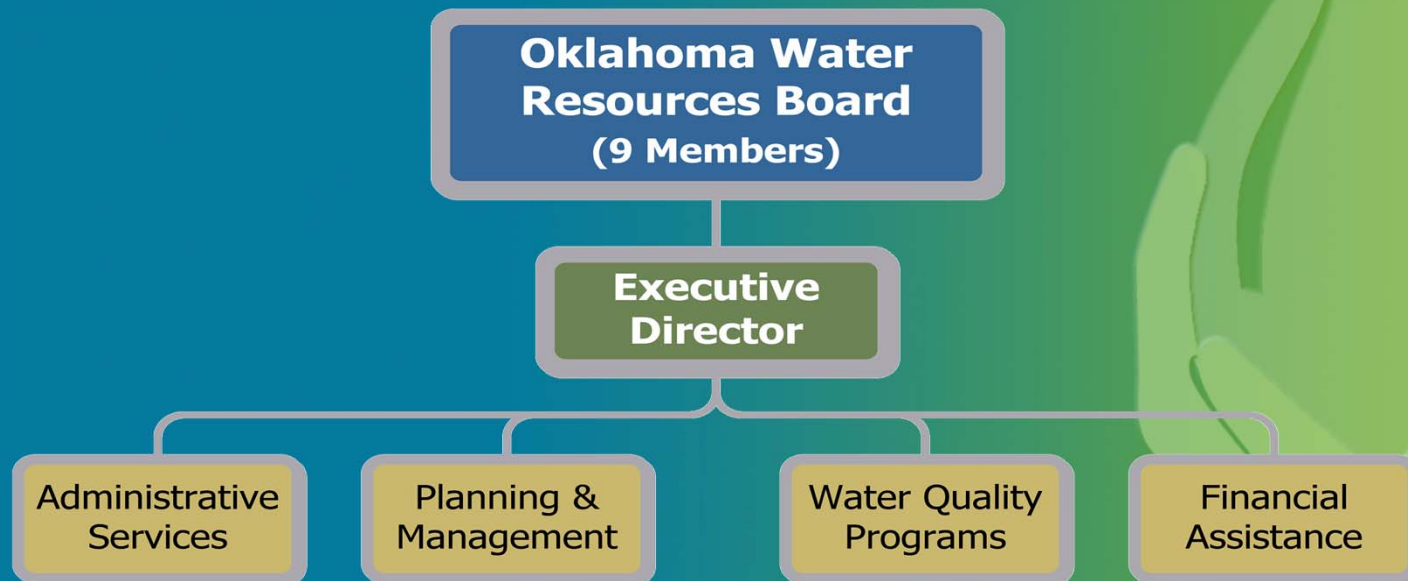 Oklahoma Water
Resources Board
(9 Members)
Executive
Director
Administrative
Services
Planning &
Management
Water Quality
Programs
Financial
Assistance